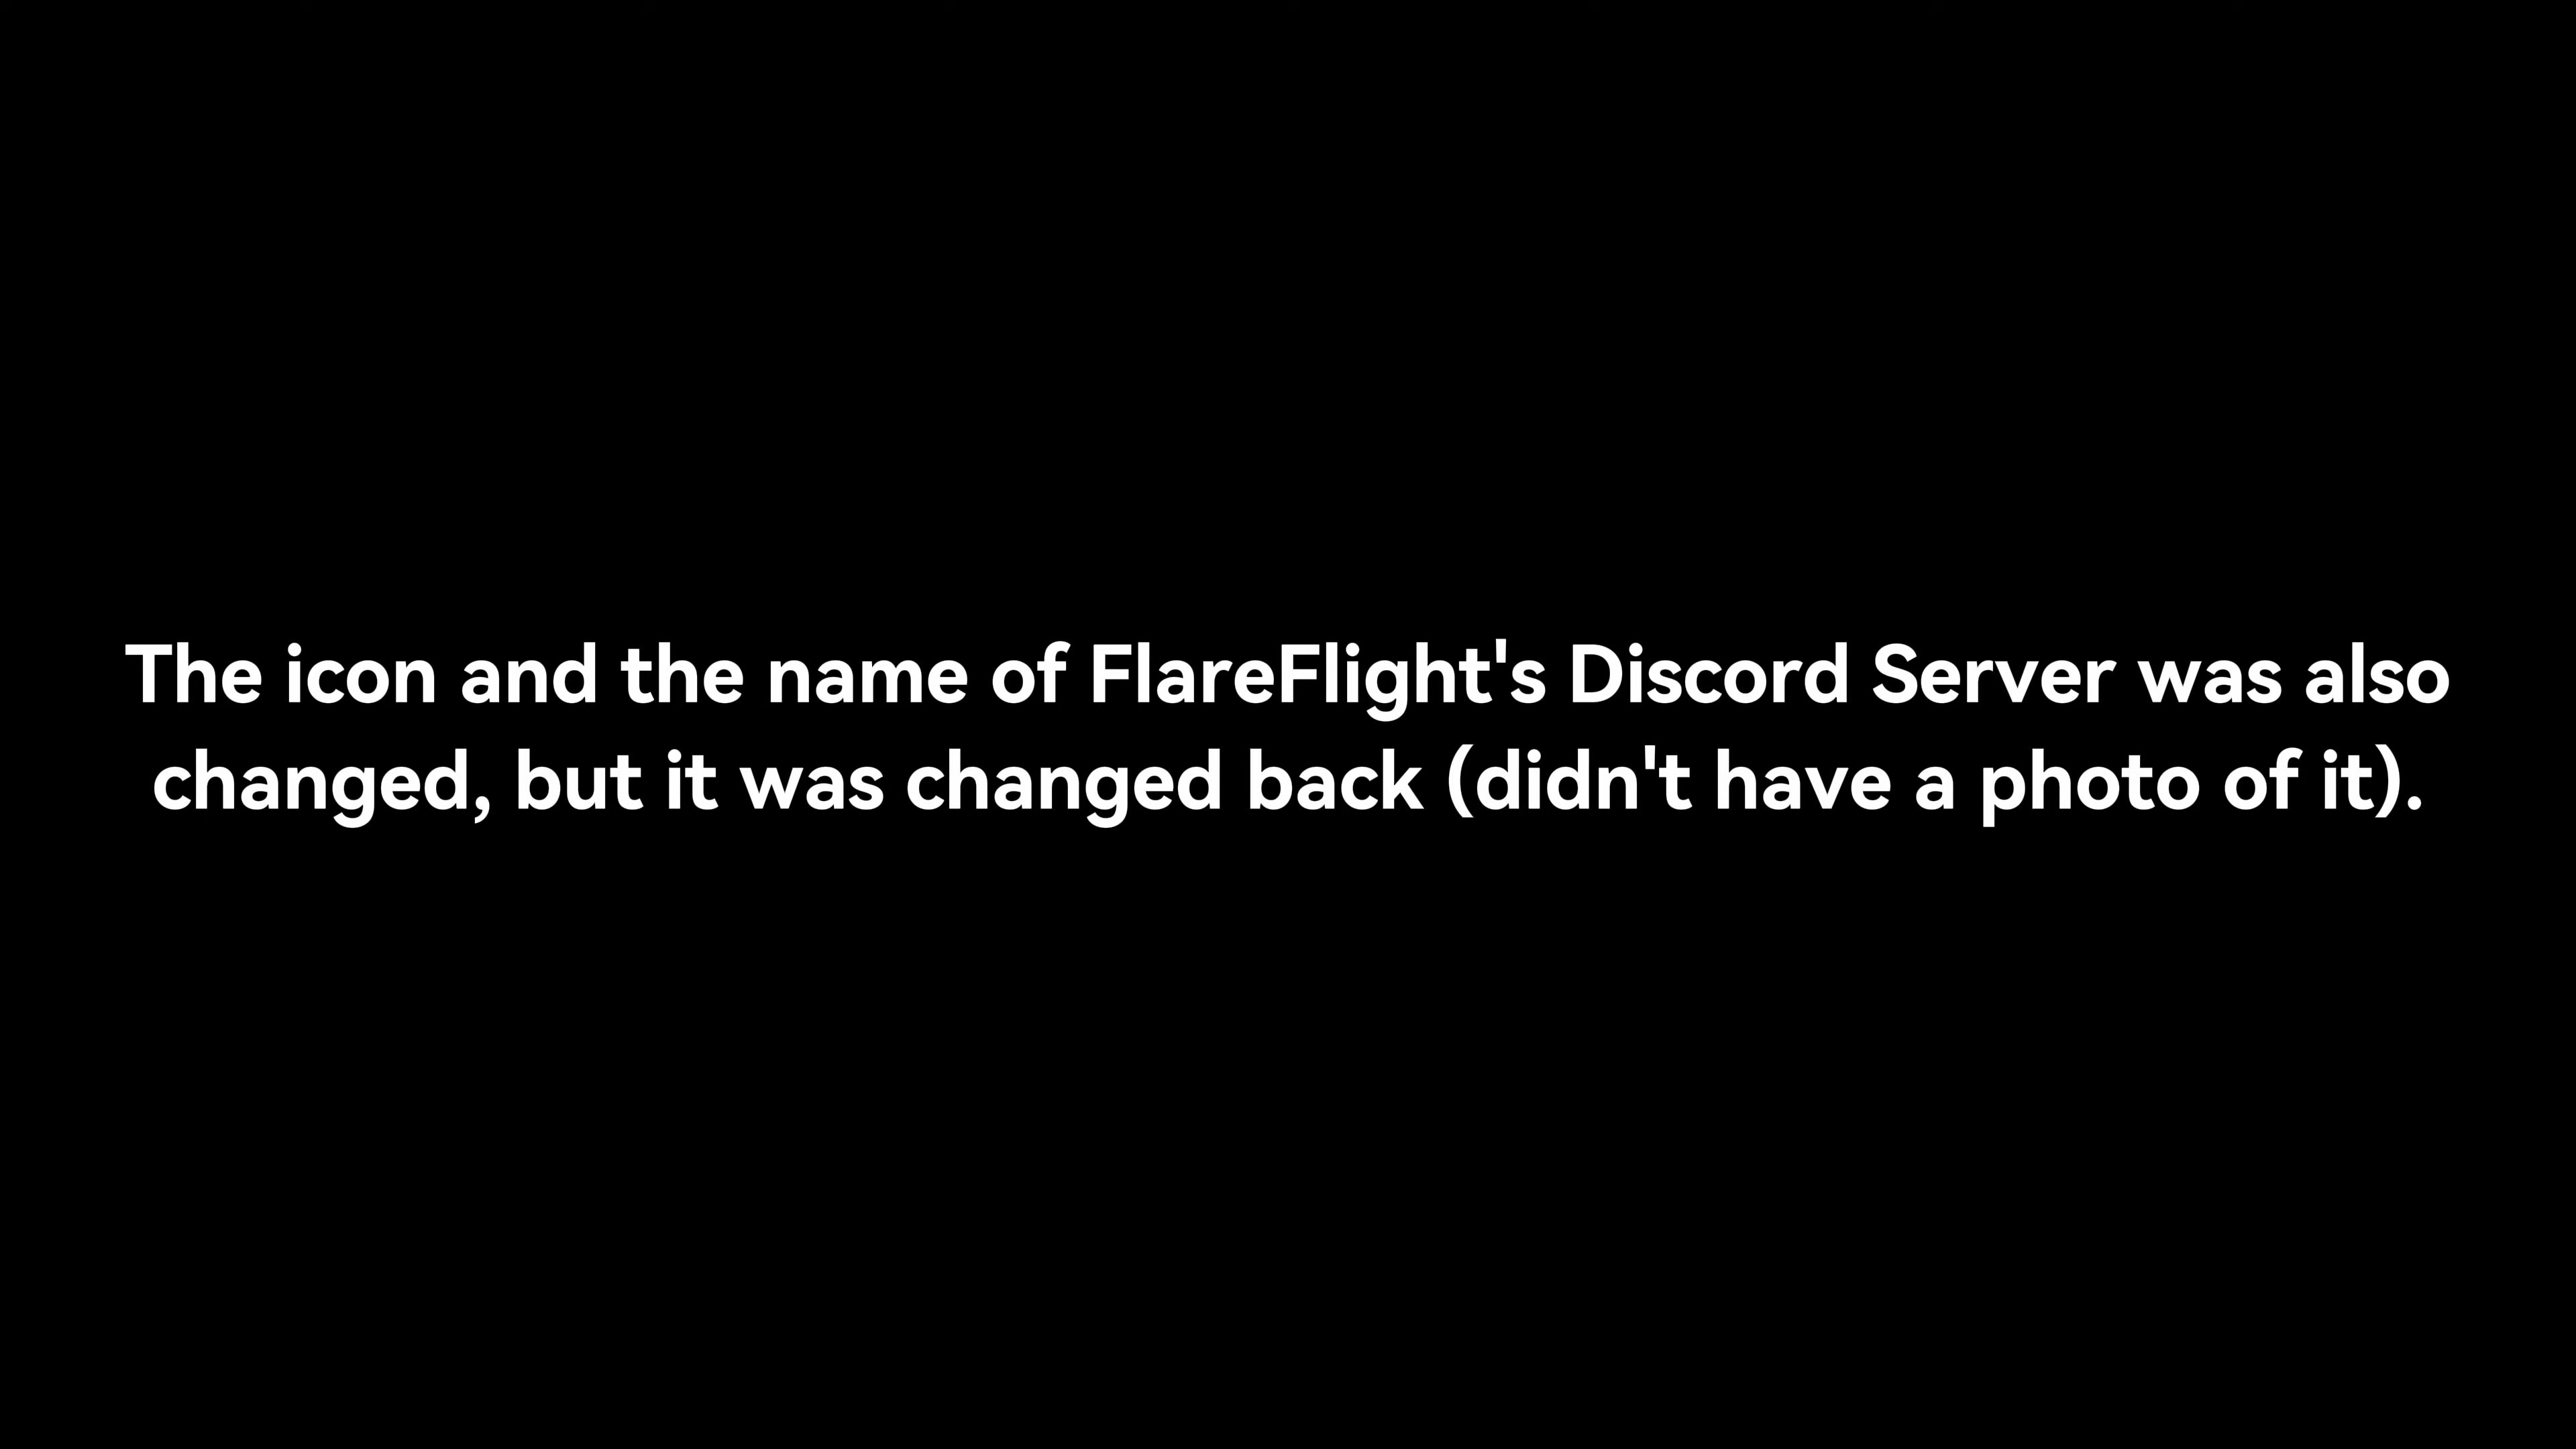 The icon and the name of FlareFlight's Discord Server was also
changed, but it was changed back (didn't have a photo of it).